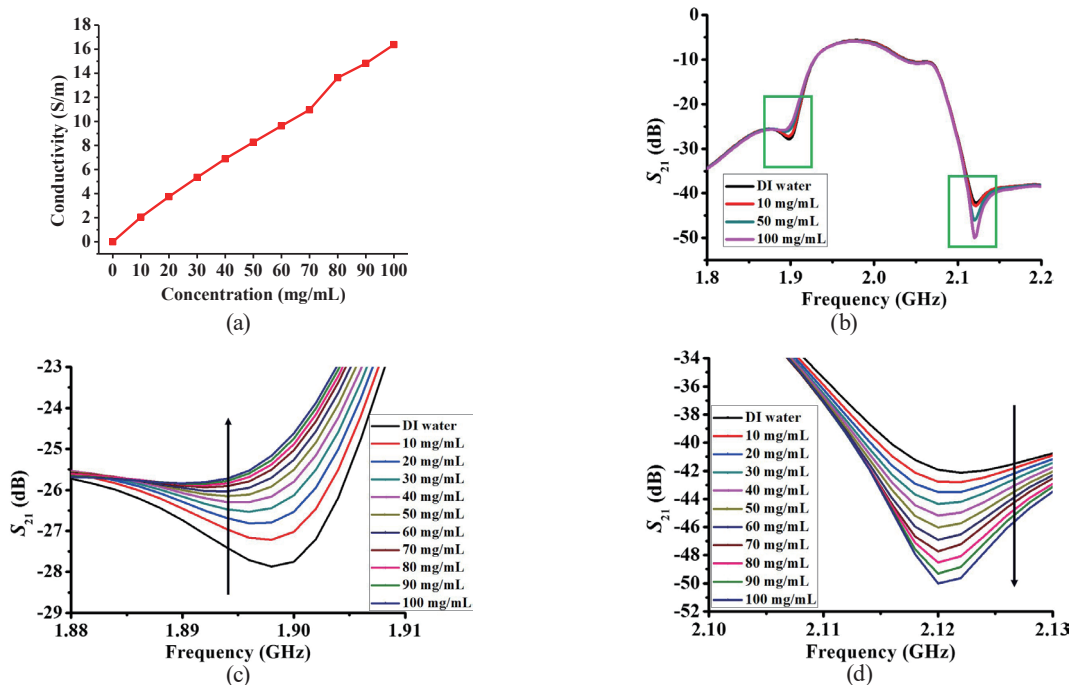 18
16
14
12
10
8
6
4
2
0
Conductivity (S/m)
0 10 20 30 40 50 60 70 80 90 100
Concentration (mg/mL)
(a)
0
-10
-20
-30
-40
-50
S21 (dB)
DI water
10 mg/mL
50 mg/mL
100 mg/mL
1.8 1.9 2.0 2.1 2.2
Frequency (GHz)
(b)
-23
-24
-25
-26
-27
-28
-29
S21 (dB)
DI water
10 mg/mL
20 mg/mL
30 mg/mL
40 mg/mL
50 mg/mL
60 mg/mL
70 mg/mL
80 mg/mL
90 mg/mL
100 mg/mL
1.88 1.89 1.90 1.91
Frequency (GHz)
(c)
-34
-36
-38
-40
-42
-44
-46
-48
-50
-52
S21 (dB)
DI water
10 mg/mL
20 mg/mL
30 mg/mL
40 mg/mL
50 mg/mL
60 mg/mL
70 mg/mL
80 mg/mL
90 mg/mL
100 mg/mL
2.10 2.11 2.12 2.13
Frequency (GHz)
(d)